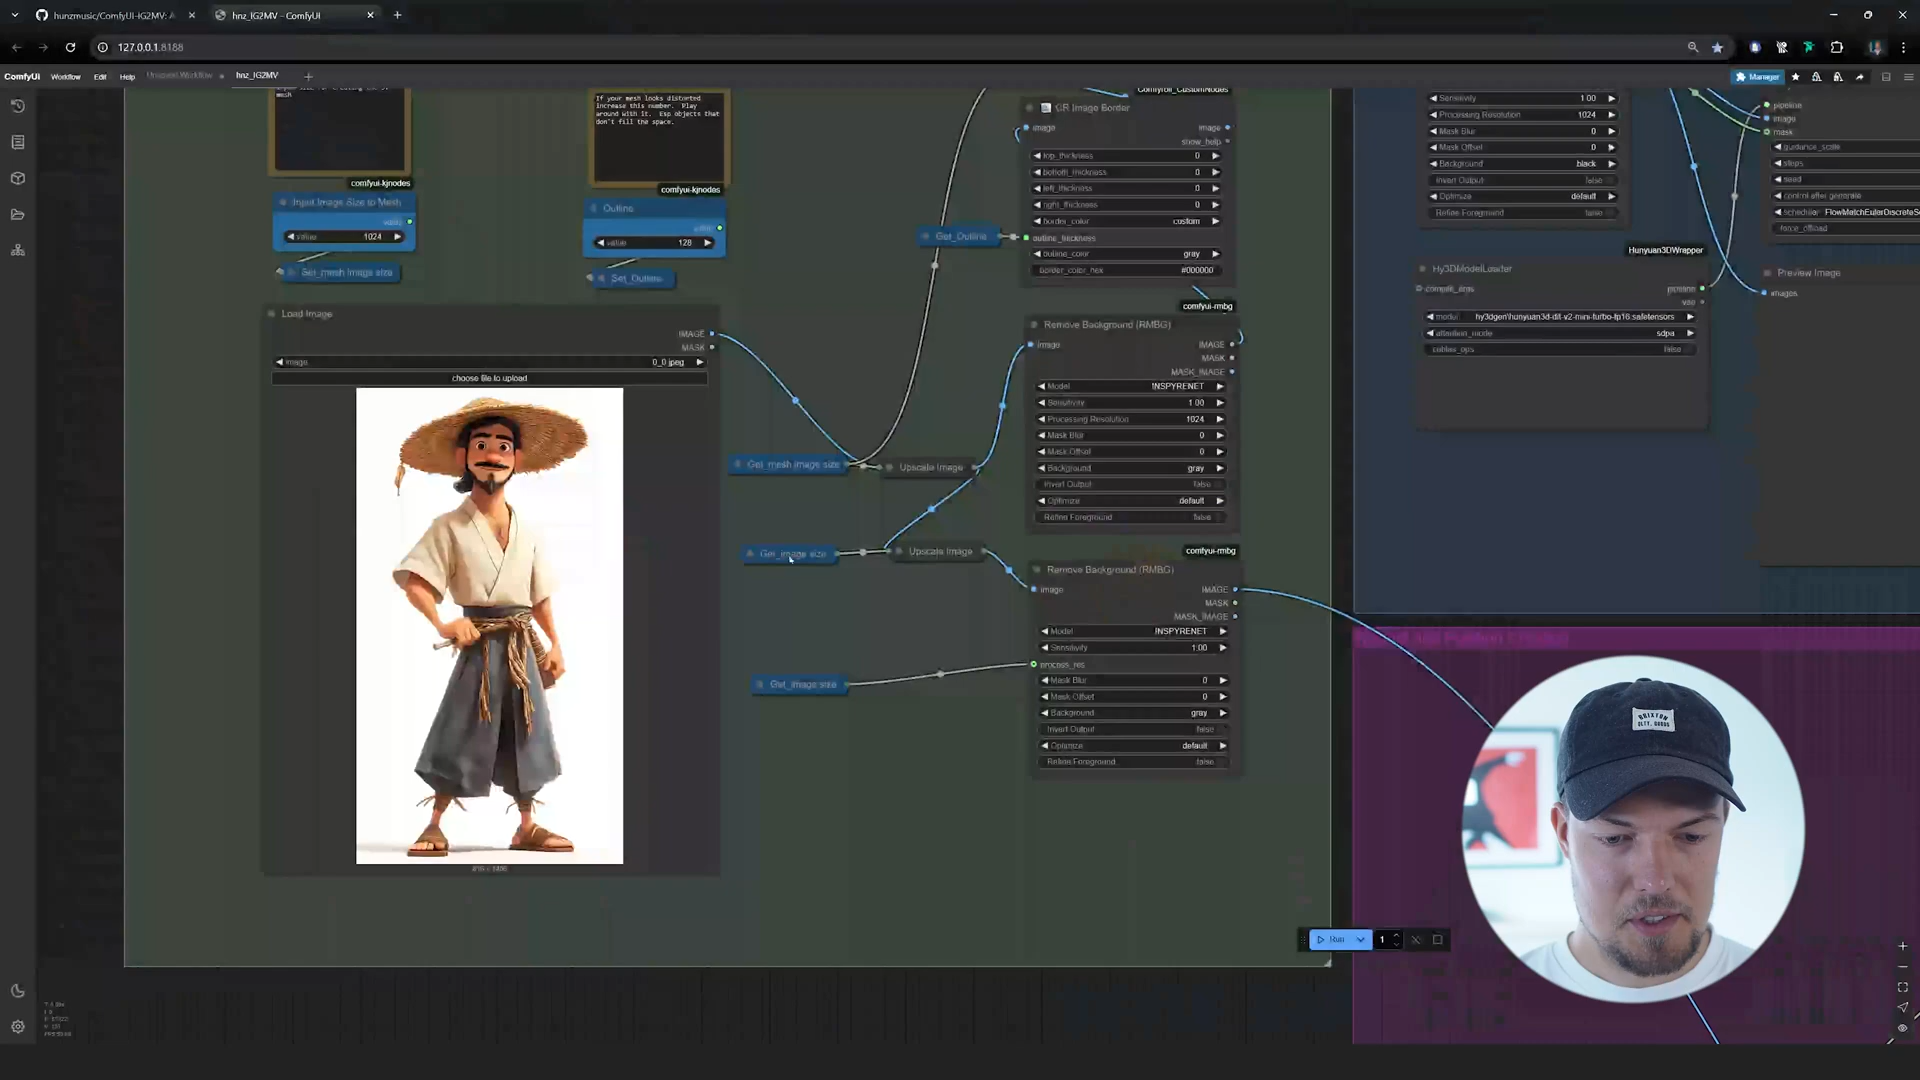 hunzmusic/ComfyUI-IG2MV: A
hnz_IG2MV - ComfyUI
127.0.0.1:8188
ComfyUI
Workflow
Edit
Help
Unsaved Workflow
hnz_IG2MV
Manager
mesh
If your mesh looks distorted
increase this number. Play
around with it. Esp objects that
don't fill the space.
comfyui-kjnodes
Input Image Size to Mesh
value
value 1024
Set_mesh image size
comfyui-kjnodes
Outline
value
value 128
Set_Outline
Load Image
IMAGE
MASK
image 0_0.jpeg
choose file to upload
Get_mesh image size
Upscale Image
Get_image size
Upscale Image
Get_image size
Get_Outline
Comfyroll_CustomNodes
CR Image Border
image image
show_help
top_thickness 0
bottom_thickness 0
left_thickness 0
right_thickness 0
border_color custom
outline_thickness
outline_color gray
border_color_hex #000000
comfyui-rmbg
Remove Background (RMBG)
image IMAGE
MASK
MASK_IMAGE
Model INSPYRENET
Sensitivity 1.00
Processing Resolution 1024
Mask Blur 0
Mask Offset 0
Background gray
Invert Output false
Optimize default
Refine Foreground false
comfyui-rmbg
Remove Background (RMBG)
image IMAGE
MASK
MASK_IMAGE
Model INSPYRENET
Sensitivity 1.00
process_res
Mask Blur 0
Mask Offset 0
Background gray
Invert Output false
Optimize default
Refine Foreground false
Sensitivity 1.00
Processing Resolution 1024
Mask Blur 0
Mask Offset 0
Background black
Invert Output false
Optimize default
Refine Foreground false
Hunyuan3DWrapper
Hy3DModelLoader
compile_args pipeline
vae
model hy3dgen\hunyuan3d-dit-v2-mini-turbo-fp16.safetensors
attention_mode sdpa
cublas_ops false
pipeline
image
mask
guidance_scale
steps
seed
control after generate
scheduler FlowMatchEulerDiscreteS
force_offload
Preview Image
images
Run
1
BRIXTON